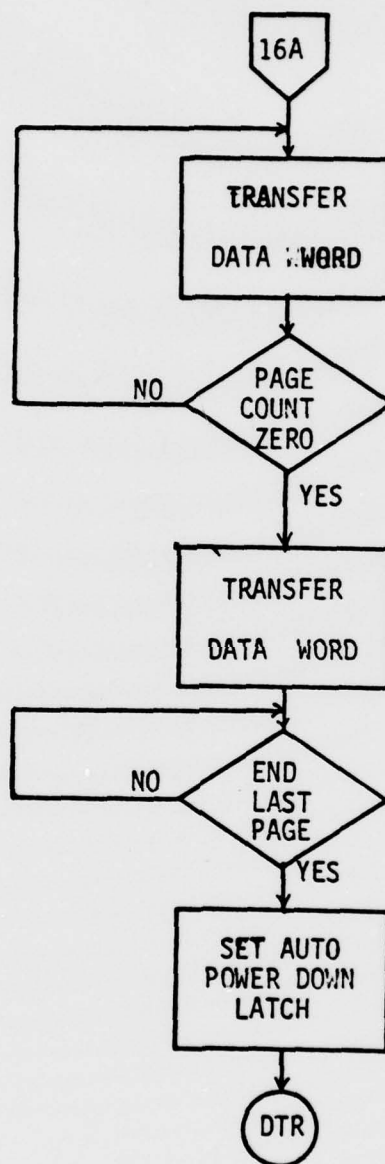 16A
TRANSFER
DATA WORD
NO
PAGE
COUNT
ZERO
YES
TRANSFER
DATA WORD
NO
END
LAST
PAGE
YES
SET AUTO
POWER DOWN
LATCH
DTR